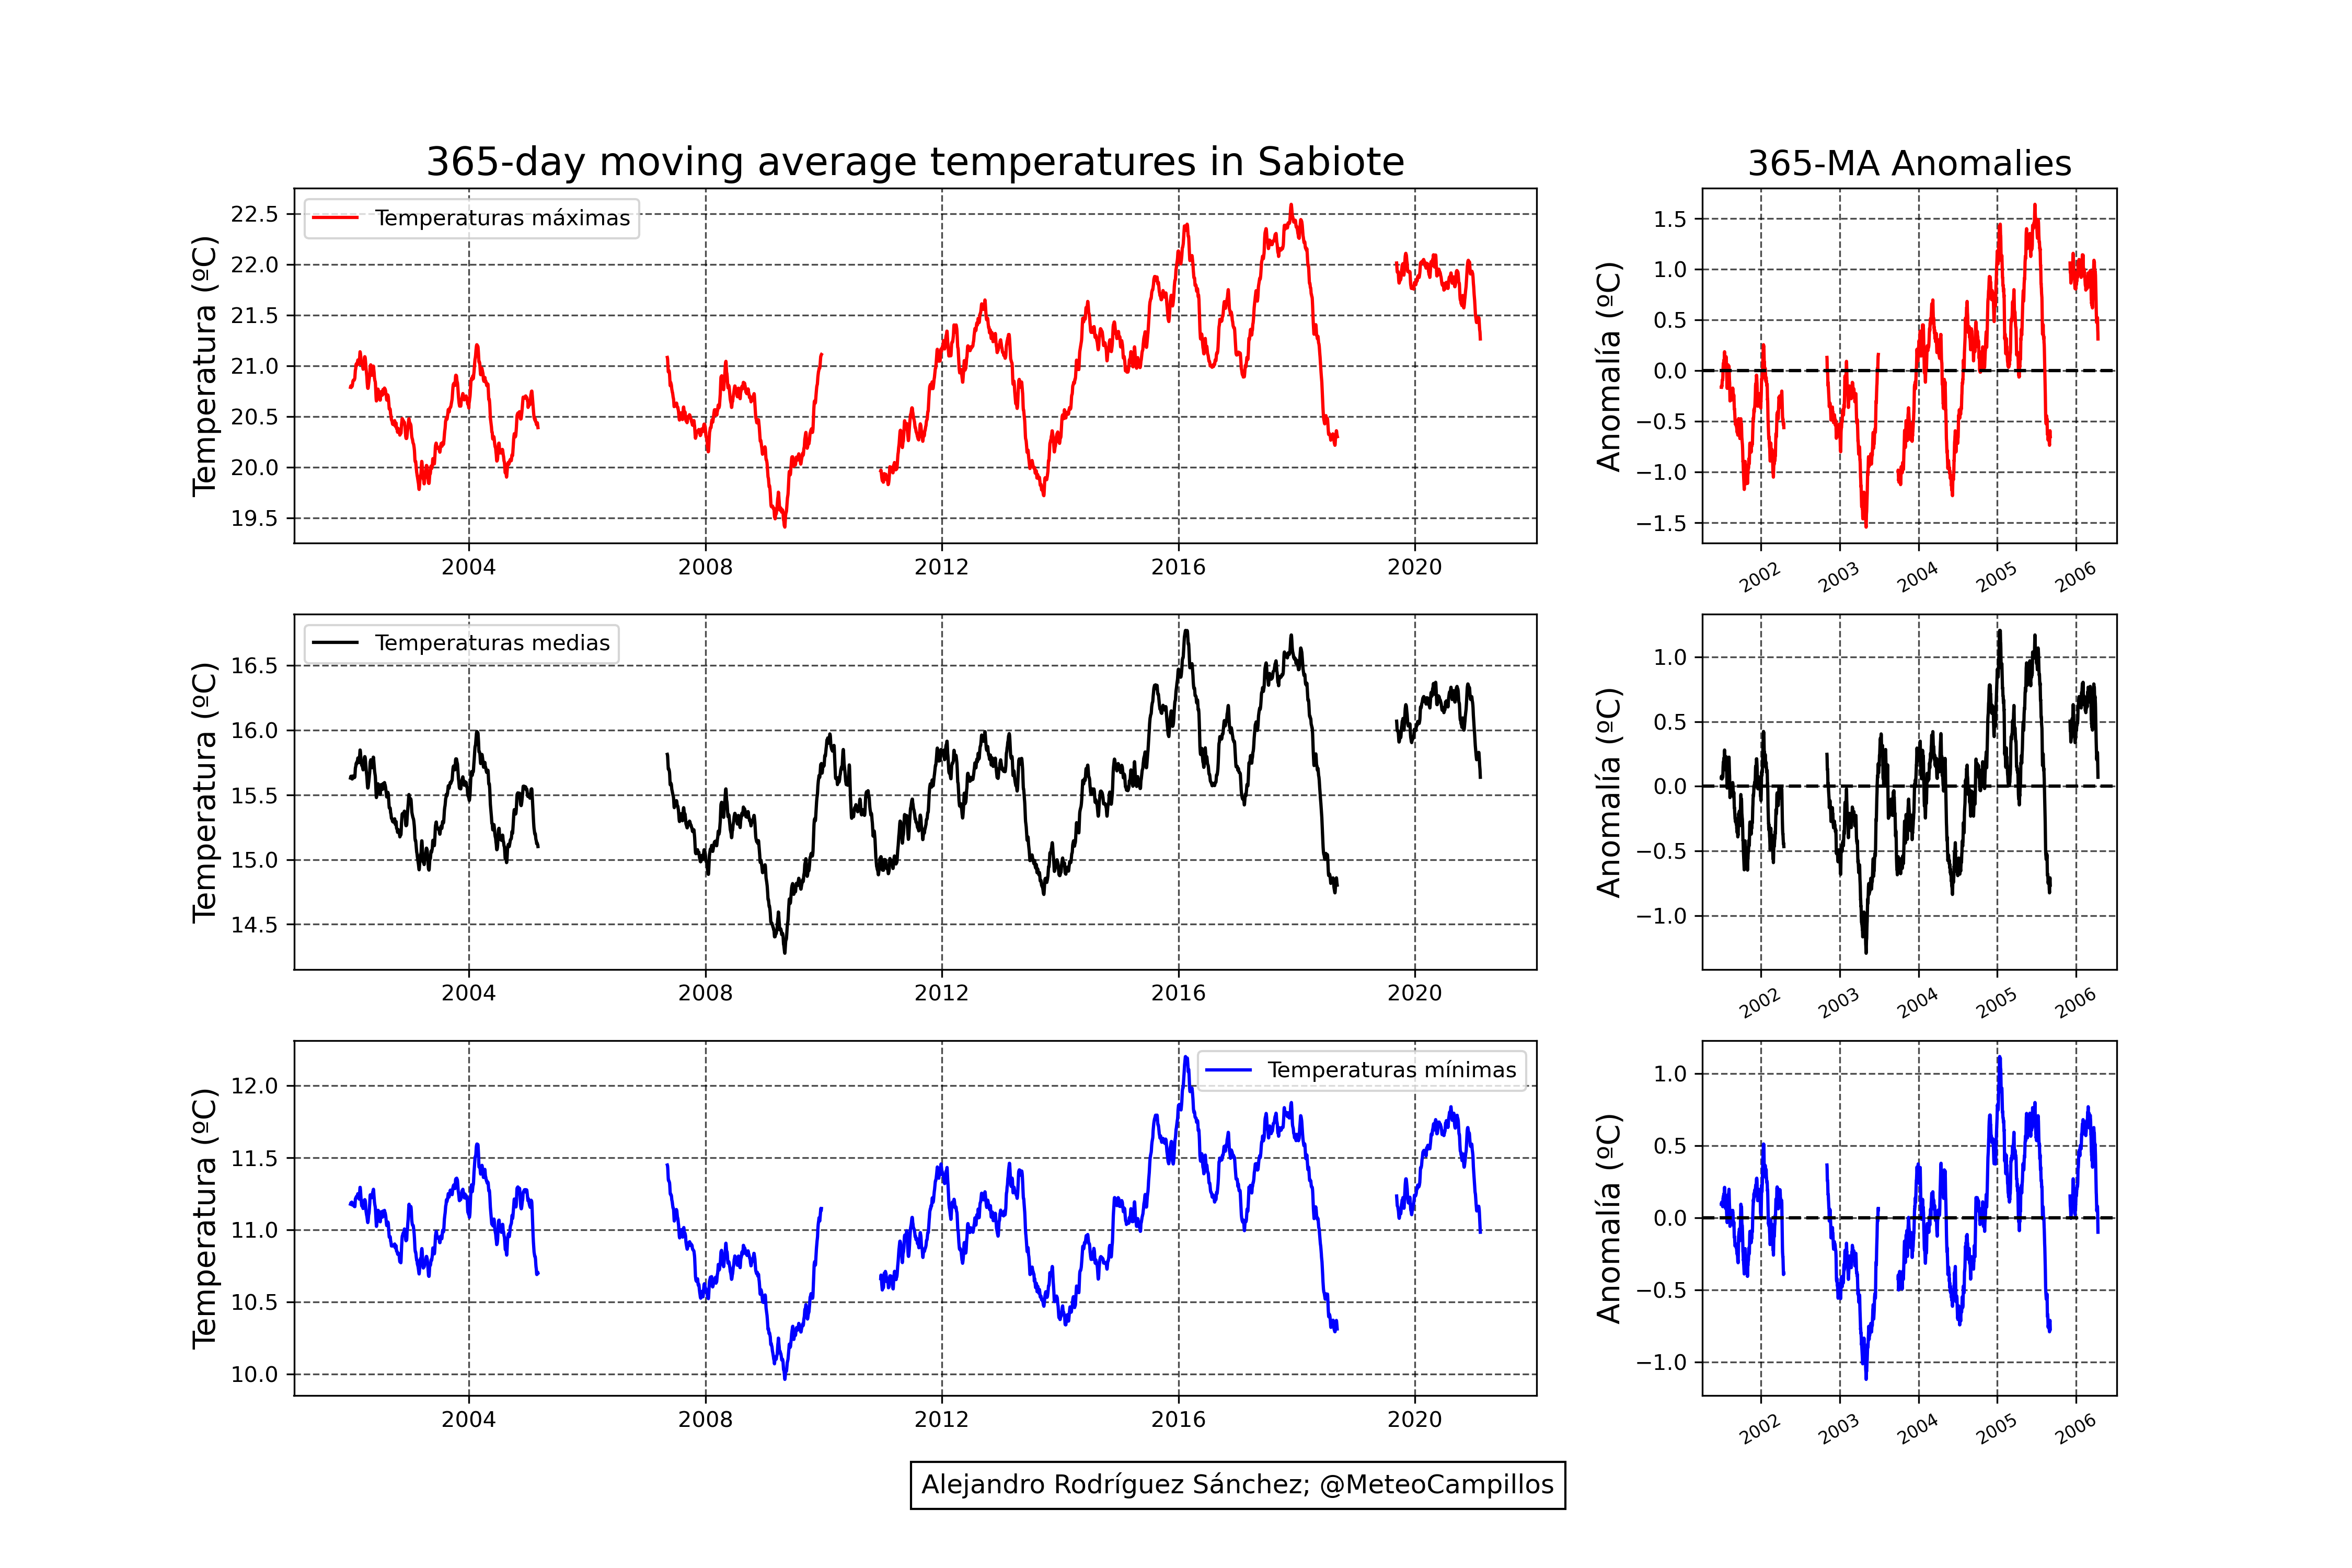 365-day moving average temperatures in Sabiote
365-MA Anomalies
Temperatura (ºC)
22.5
22.0
21.5
21.0
20.5
20.0
19.5
Temperaturas máximas
2004 2008 2012 2016 2020
Anomalía (ºC)
1.5
1.0
0.5
0.0
−0.5
−1.0
−1.5
2002 2003 2004 2005 2006
Temperatura (ºC)
16.5
16.0
15.5
15.0
14.5
Temperaturas medias
2004 2008 2012 2016 2020
Anomalía (ºC)
1.0
0.5
0.0
−0.5
−1.0
2002 2003 2004 2005 2006
Temperatura (ºC)
12.0
11.5
11.0
10.5
10.0
Temperaturas mínimas
2004 2008 2012 2016 2020
Anomalía (ºC)
1.0
0.5
0.0
−0.5
−1.0
2002 2003 2004 2005 2006
Alejandro Rodríguez Sánchez; @MeteoCampillos